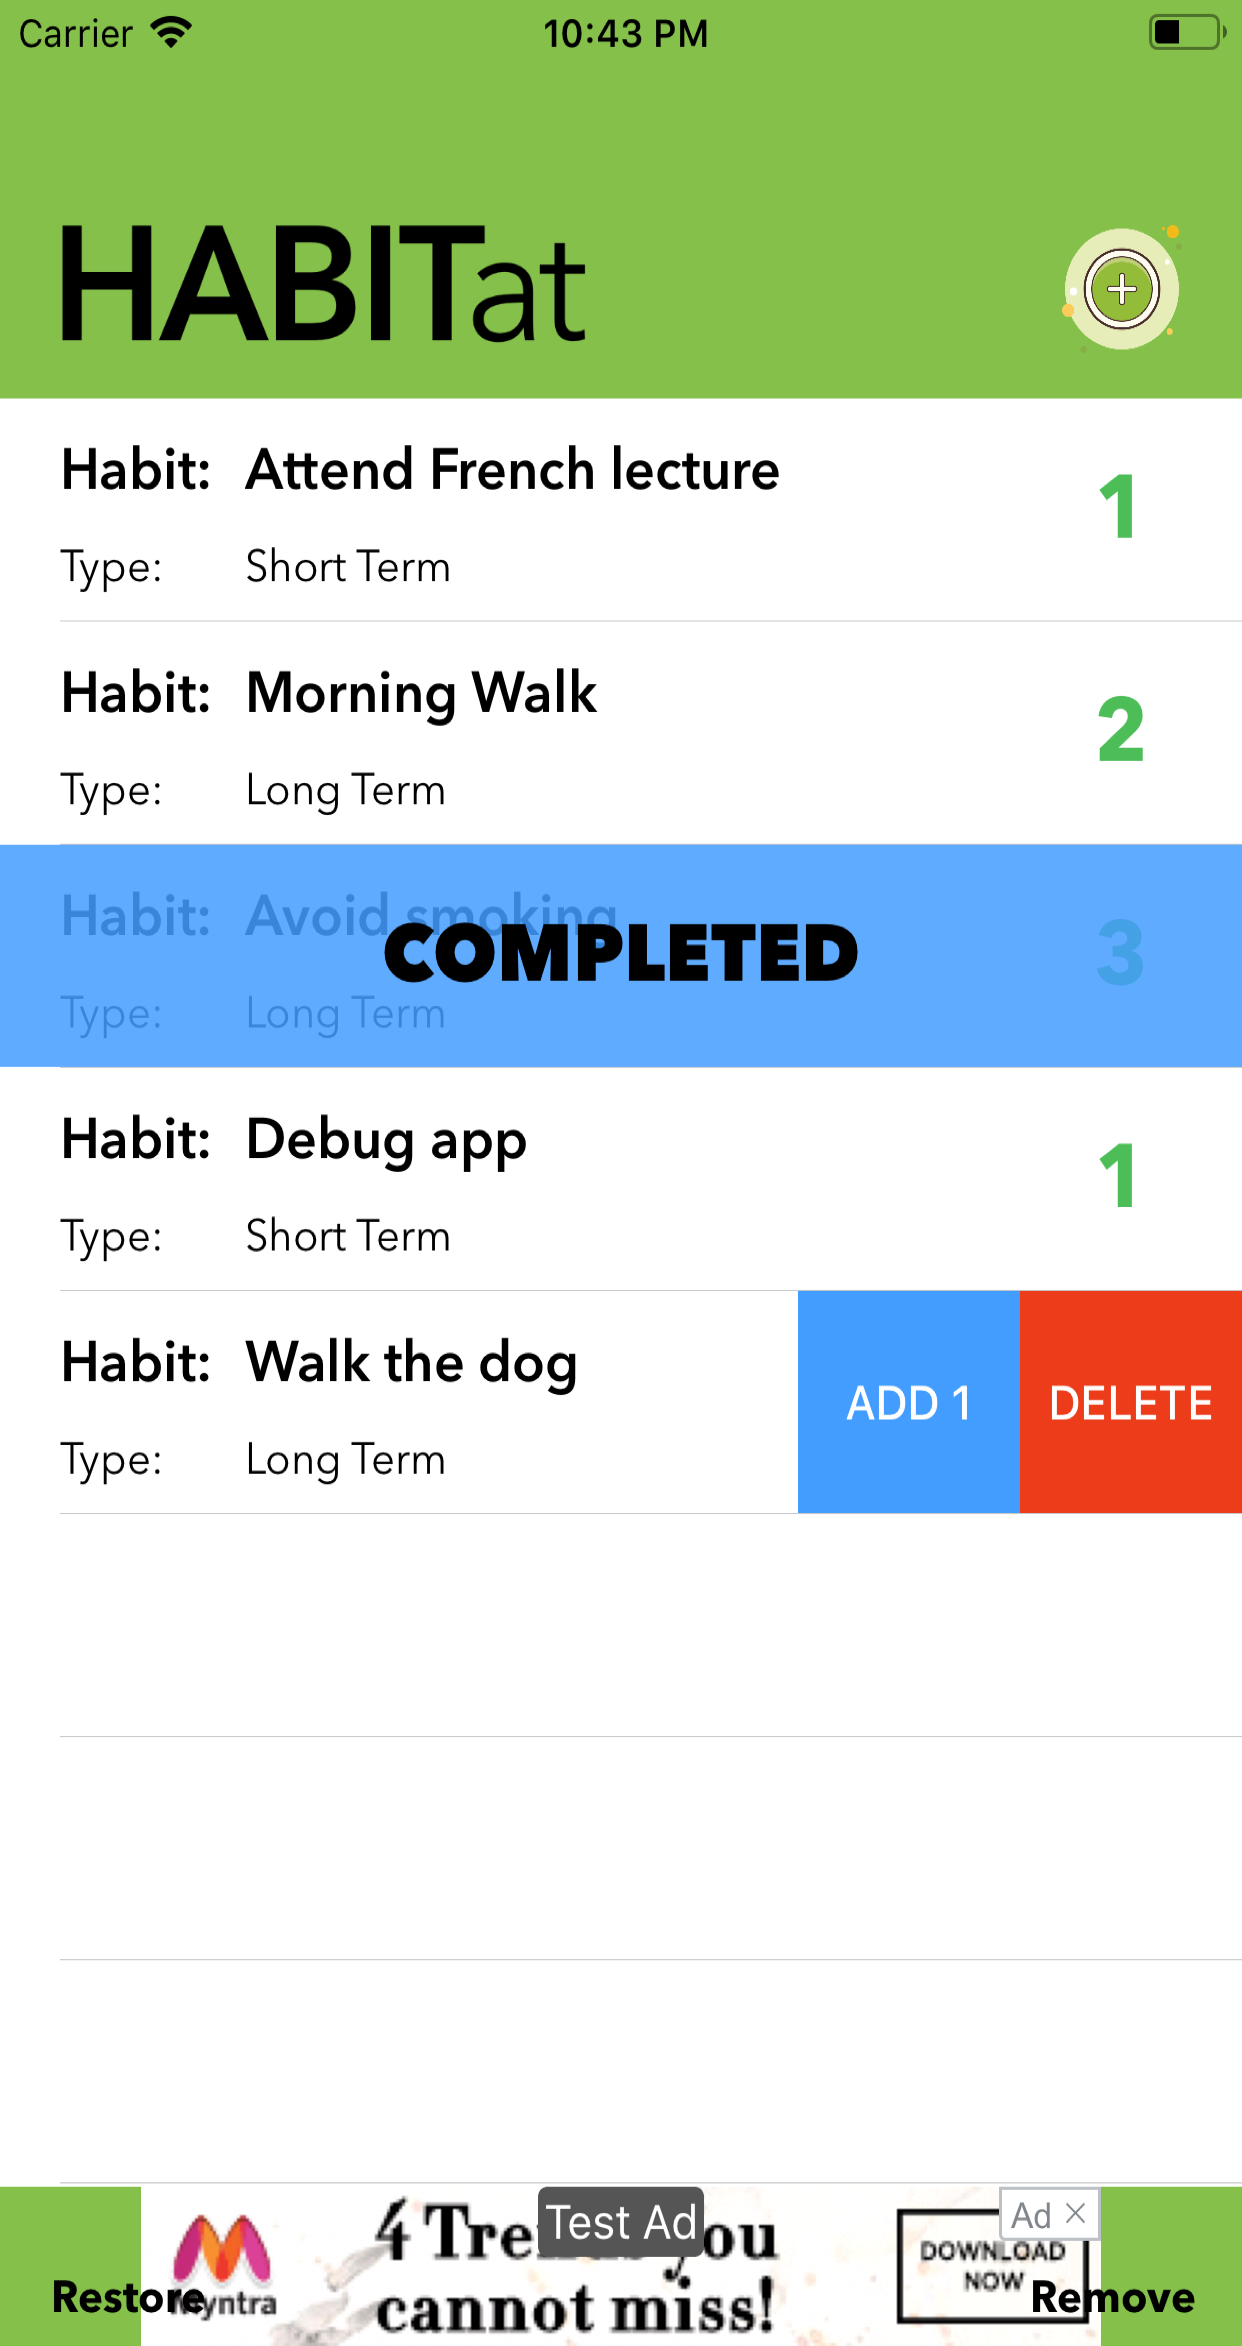 Carrier 10:43 PM
HABITat
Habit: Attend French lecture
1
Type: Short Term
Habit: Morning Walk
2
Type: Long Term
Habit: Avoid smoking
COMPLETED
3
Type: Long Term
Habit: Debug app
1
Type: Short Term
Habit: Walk the dog
ADD 1 DELETE
Type: Long Term
Test Ad
Ad
4 ou
cannot miss!
DOWNLOAD
NOW
Restore
Myntra
Remove